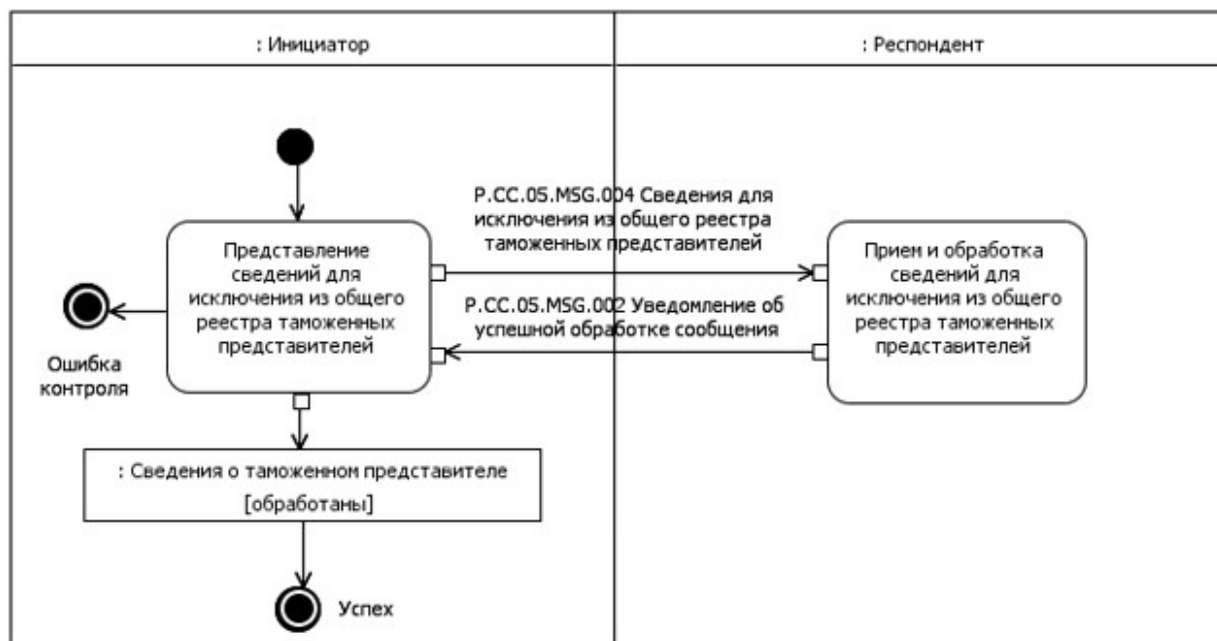 : Инициатор
: Респондент
P.CC.05.MSG.004 Сведения для
исключения из общего реестра
таможенных представителей
Представление
сведений для
исключения из общего
реестра таможенных
представителей
Прием и обработка
сведений для
исключения из общего
реестра таможенных
представителей
P.CC.05.MSG.002 Уведомление об
успешной обработке сообщения
Ошибка
контроля
: Сведения о таможенном представителе
[обработаны]
Успех